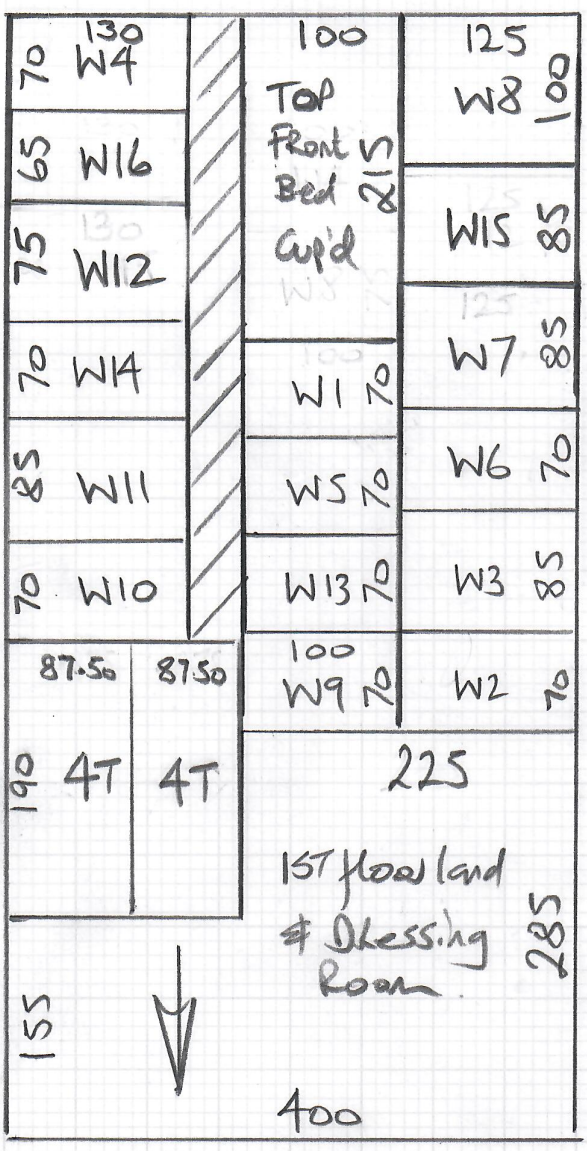 130
70 W4
65 W16
75 W12
70 W14
85 W11
70 W10
87.50 87.50
190 4T 4T
155
100
Top
Front
Bed
Cup'd
215
W1 70
W5 70
W13 70
100
W9 70
125
W8 100
W15 85
W7 85
W6 70
W3 85
W2 70
225
1ST floor land
& Dressing
Room
285
400